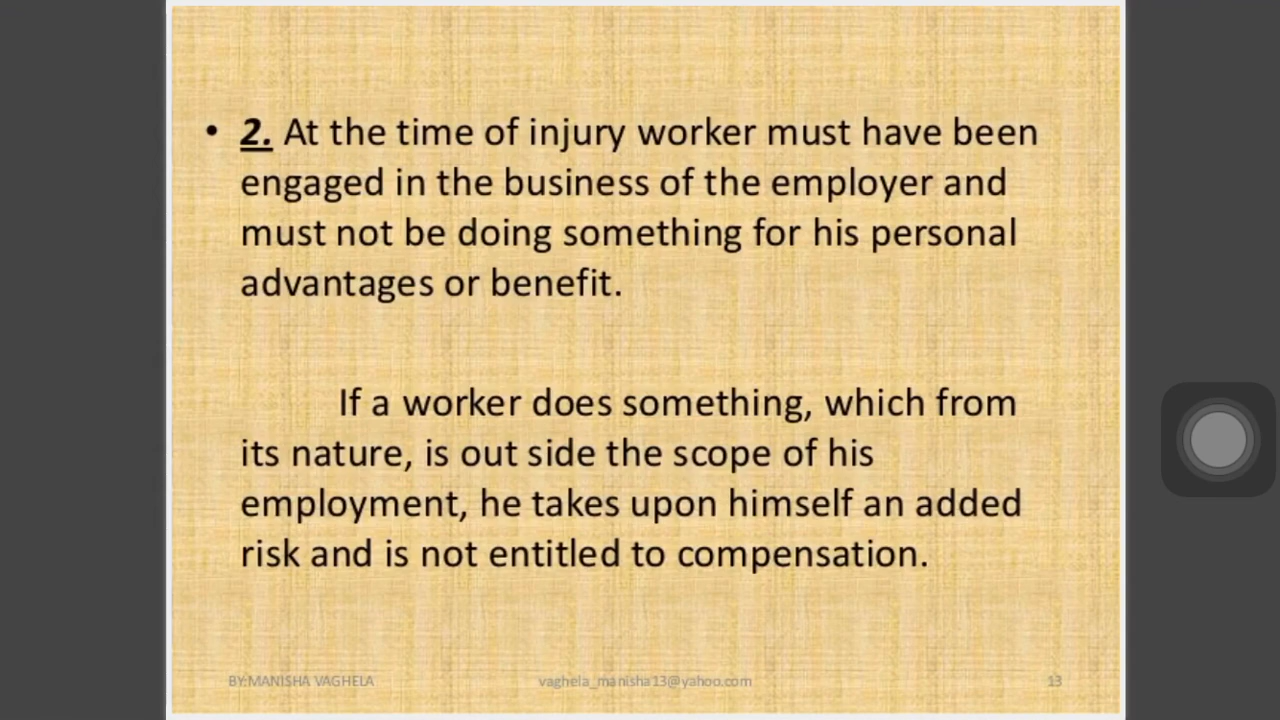 • 2. At the time of injury worker must have been
engaged in the business of the employer and
must not be doing something for his personal
advantages or benefit.
If a worker does something, which from
its nature, is out side the scope of his
employment, he takes upon himself an added
risk and is not entitled to compensation.
BY:MANISHA VAGHELA vaghela_manisha13@yahoo.com 13